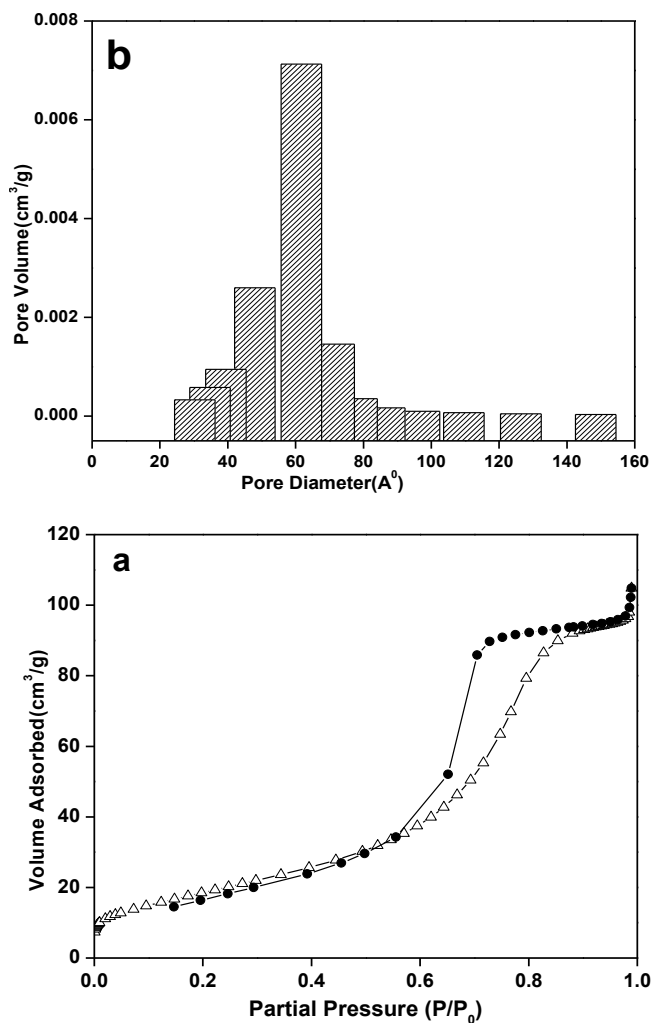 b
0.008
0.006
0.004
0.002
0.000
Pore Volume(cm³/g)
0 20 40 60 80 100 120 140 160
Pore Diameter(A⁰)
a
120
100
80
60
40
20
0
Volume Adsorbed(cm³/g)
0.0 0.2 0.4 0.6 0.8 1.0
Partial Pressure (P/P₀)